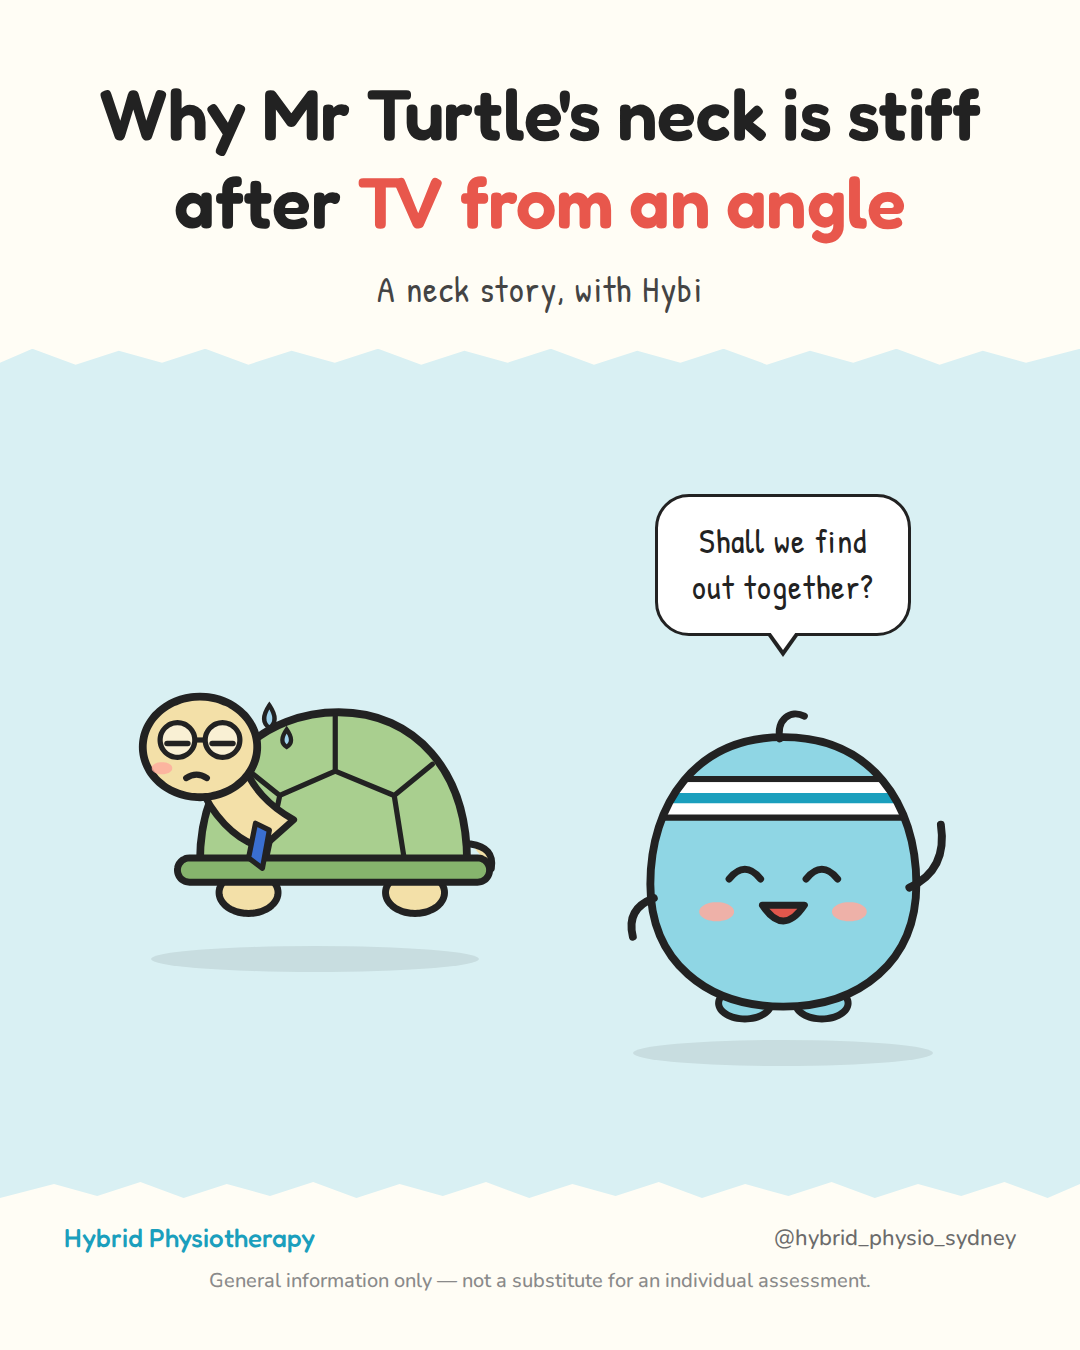 Why Mr Turtle's neck is stiff
after TV from an angle
A neck story, with Hybi
Shall we find
out together?
Hybrid Physiotherapy
@hybrid_physio_sydney
General information only — not a substitute for an individual assessment.